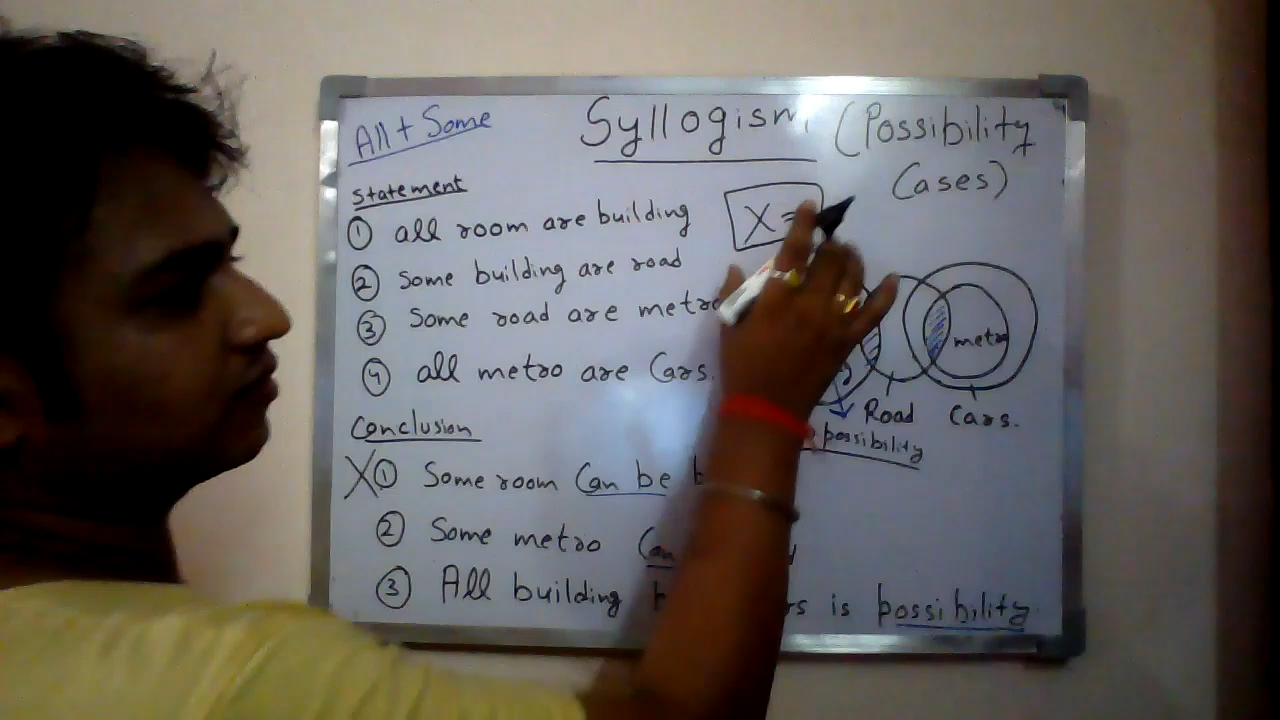 All + Some
Syllogism (Possibility
Cases)
Statement
① all room are building
② Some building are road
③ Some road are metro
④ all metro are Cars.
X =
metro
Road
Cars.
possibility
Conclusion
X ① Some room Can be
② Some metro
③ All building is possibility